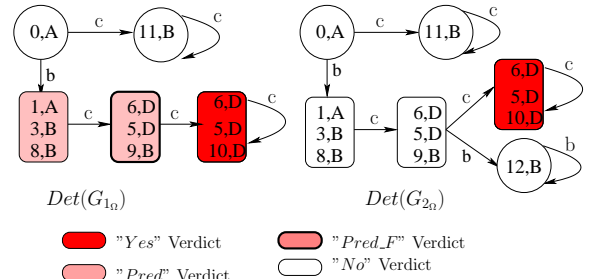 0,A c 11,B c
b
1,A
3,B
8,B
c
6,D
5,D
9,B
c
6,D
5,D
10,D
c
Det(G1Ω)
0,A c 11,B c
b
1,A
3,B
8,B
c
6,D
5,D
9,B
c
6,D
5,D
10,D
c
b
12,B
b
Det(G2Ω)
"Yes" Verdict
"Pred_F" Verdict
"Pred" Verdict
"No" Verdict